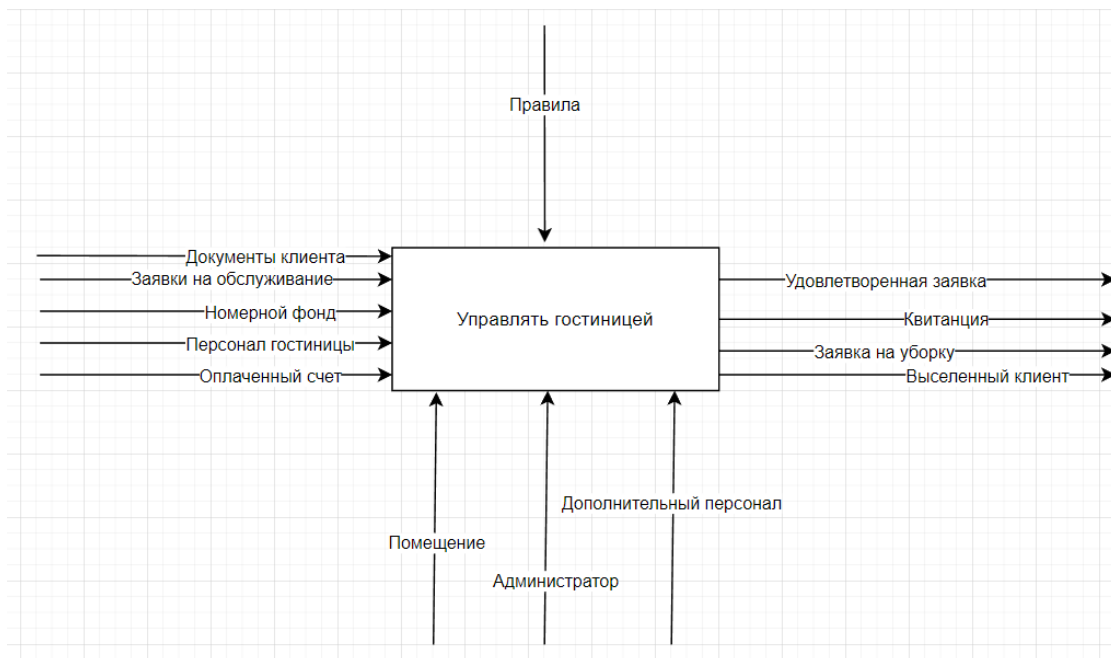 Правила
Документы клиента
Заявки на обслуживание
Номерной фонд
Персонал гостиницы
Оплаченный счет
Управлять гостиницей
Удовлетворенная заявка
Квитанция
Заявка на уборку
Выселенный клиент
Дополнительный персонал
Помещение
Администратор